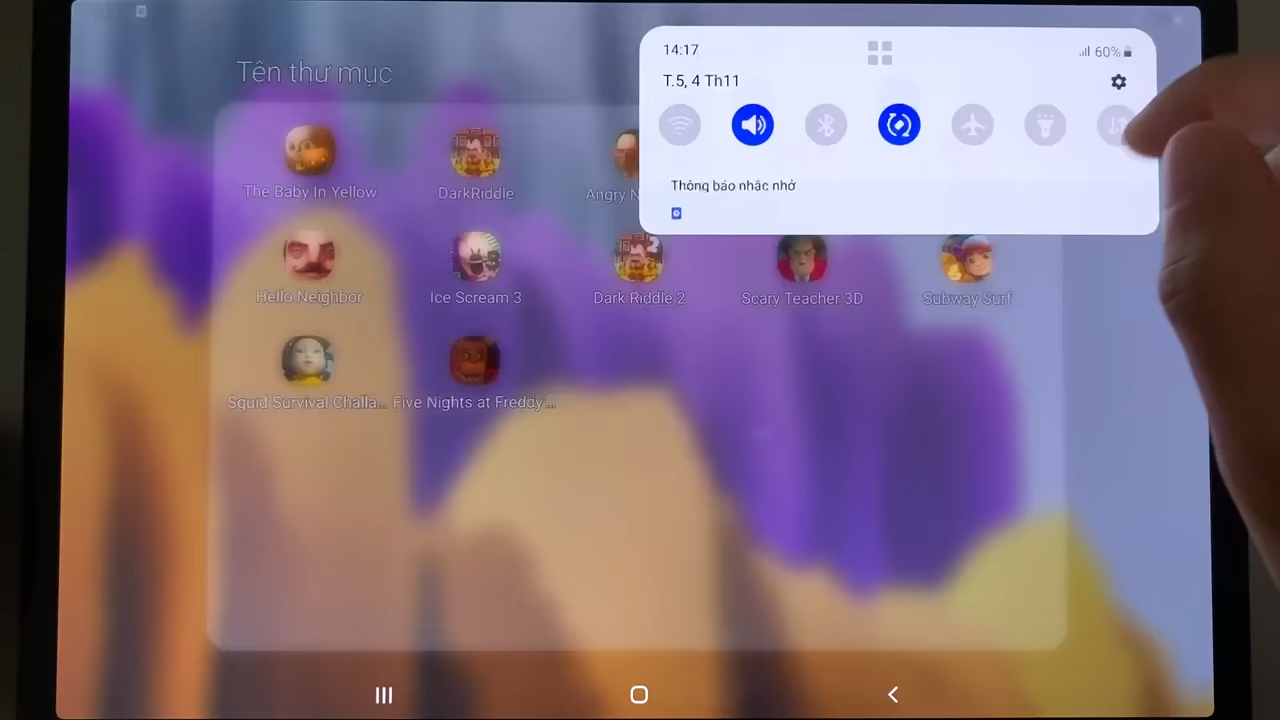 14:17
60%
T.5, 4 Th11
Thông báo nhắc nhở
Tên thư mục
The Baby In Yellow
DarkRiddle
Angry N
Hello Neighbor
Ice Scream 3
Dark Riddle 2
Scary Teacher 3D
Subway Surf
Squid Survival Challa...
Five Nights at Freddy'...